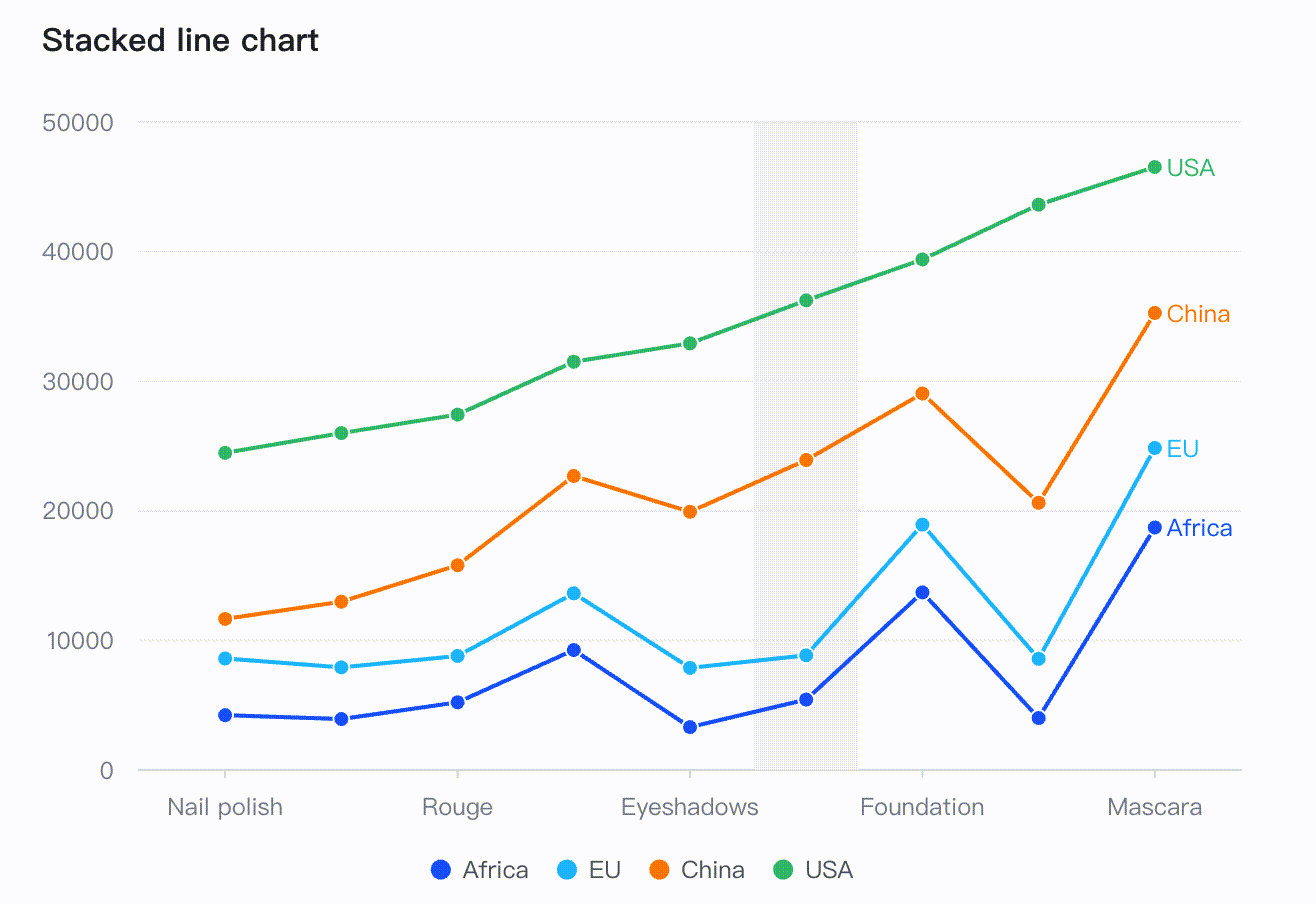 Stacked line chart
50000
40000
30000
20000
10000
0
USA
China
EU
Africa
Nail polish Rouge Eyeshadows Foundation Mascara
Africa EU China USA